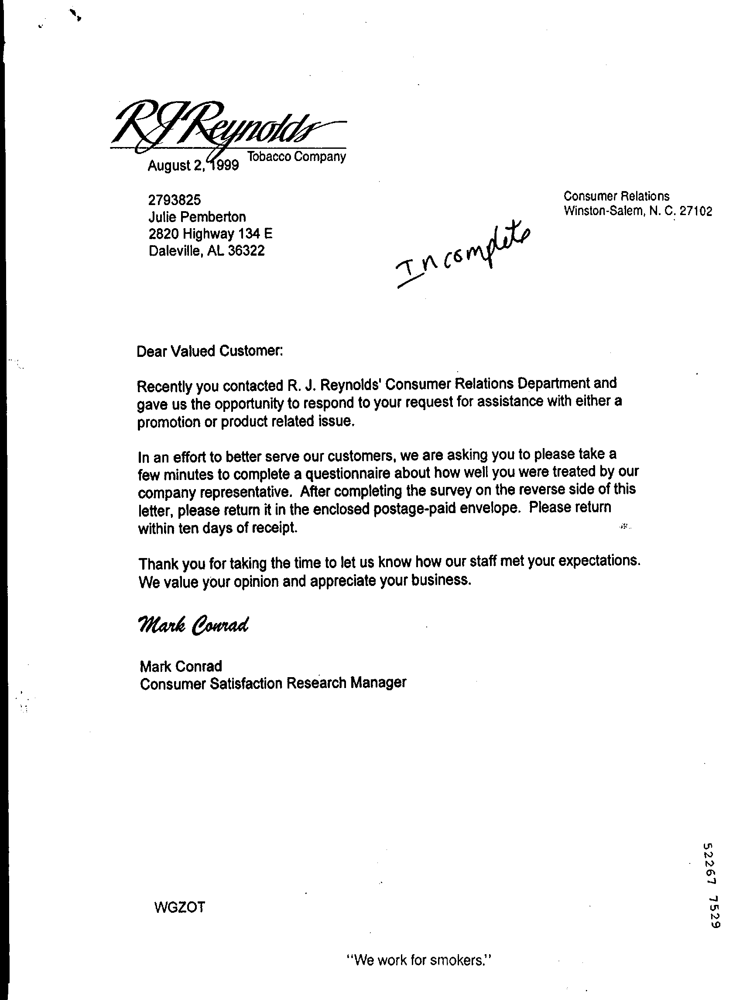 RJReynolds
Tobacco Company
August 2, 1999
2793825
Julie Pemberton
2820 Highway 134 E
Daleville, AL 36322
Consumer Relations
Winston-Salem, N. C. 27102
Incomplete
Dear Valued Customer:
Recently you contacted R. J. Reynolds' Consumer Relations Department and
gave us the opportunity to respond to your request for assistance with either a
promotion or product related issue.
In an effort to better serve our customers, we are asking you to please take a
few minutes to complete a questionnaire about how well you were treated by our
company representative. After completing the survey on the reverse side of this
letter, please return it in the enclosed postage-paid envelope. Please return
within ten days of receipt.
Thank you for taking the time to let us know how our staff met your expectations.
We value your opinion and appreciate your business.
Mark Conrad
Mark Conrad
Consumer Satisfaction Research Manager
52267 7529
WGZOT
"We work for smokers."